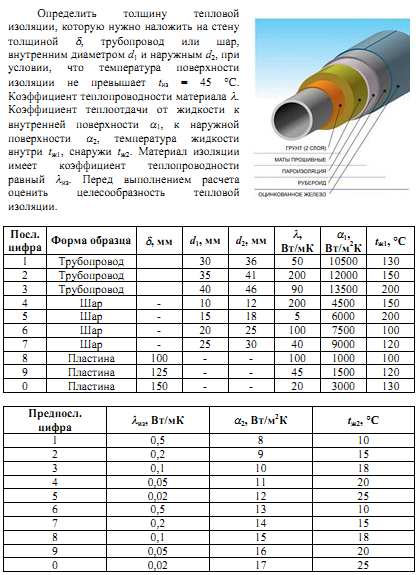 Определить толщину тепловой
изоляции, которую нужно наложить на стену
толщиной δ, трубопровод или шар,
внутренним диаметром d1 и наружным d2, при
условии, что температура поверхности
изоляции не превышает tиз = 45 °С.
Коэффициент теплопроводности материала λ.
Коэффициент теплоотдачи от жидкости к
внутренней поверхности α1, к наружной
поверхности α2, температура жидкости
внутри tж1, снаружи tж2. Материал изоляции
имеет коэффициент теплопроводности
равный λиз. Перед выполнением расчета
оценить целесообразность тепловой
изоляции.
ГРУНТ (2 СЛОЯ)
МАТЫ ПРОШИВНЫЕ
ПАРОИЗОЛЯЦИЯ
РУБЕРОИД
ОЦИНКОВАННОЕ ЖЕЛЕЗО
Посл. цифра Форма образца δ, мм d1, мм d2, мм λ, Вт/мК α1, Вт/м2К tж1, °С
1 Трубопровод 30 36 50 10500 130
2 Трубопровод 35 41 200 12000 150
3 Трубопровод 40 46 90 13500 200
4 Шар - 10 12 200 4500 150
5 Шар - 15 18 5 6000 200
6 Шар - 20 25 100 7500 100
7 Шар - 25 30 40 9000 120
8 Пластина 100 - - 100 1000 100
9 Пластина 125 - - 45 1500 120
0 Пластина 150 - - 20 3000 130
Предпосл. цифра λиз, Вт/мК α2, Вт/м2К tж2, °С
1 0,5 8 10
2 0,2 9 15
3 0,1 10 18
4 0,05 11 20
5 0,02 12 25
6 0,5 13 10
7 0,2 14 15
8 0,1 15 18
9 0,05 16 20
0 0,02 17 25